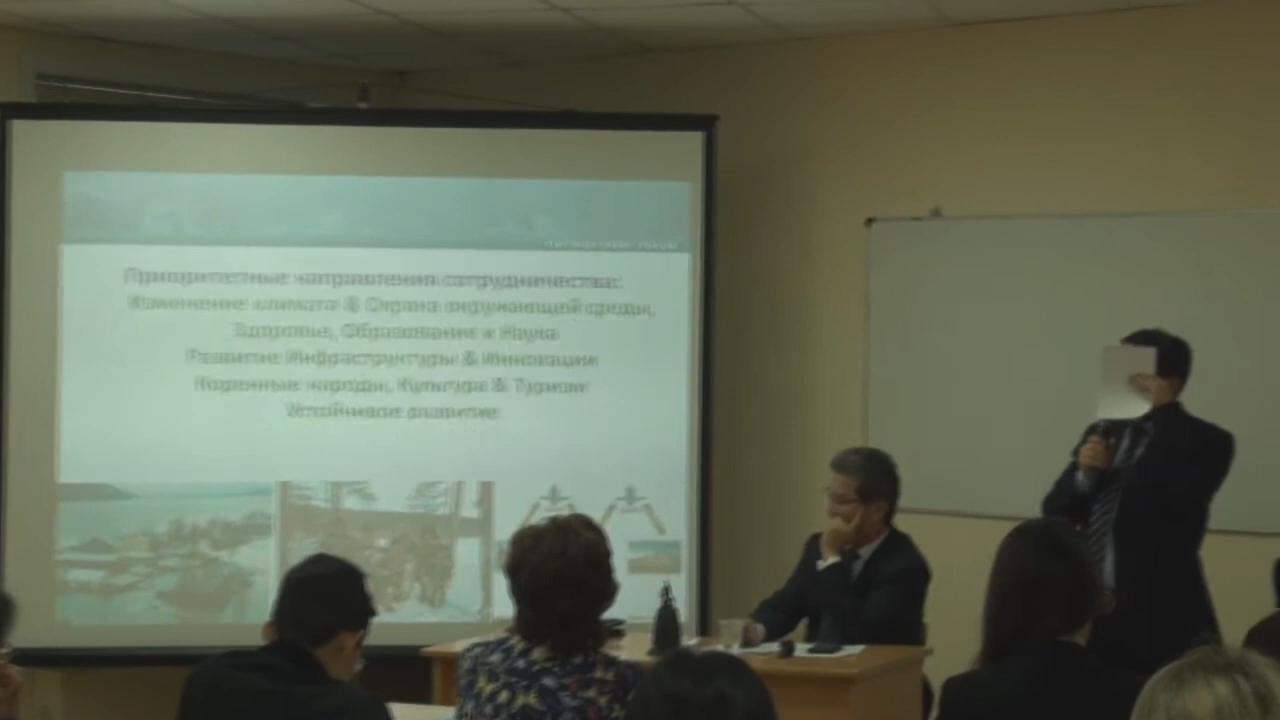 Приоритетные направления сотрудничества:
Изменение климата & Охрана окружающей среды,
Здоровье, Образование и Наука
Развитие Инфраструктуры & Инновации
Коренные народы, Культура & Туризм
Устойчивое развитие